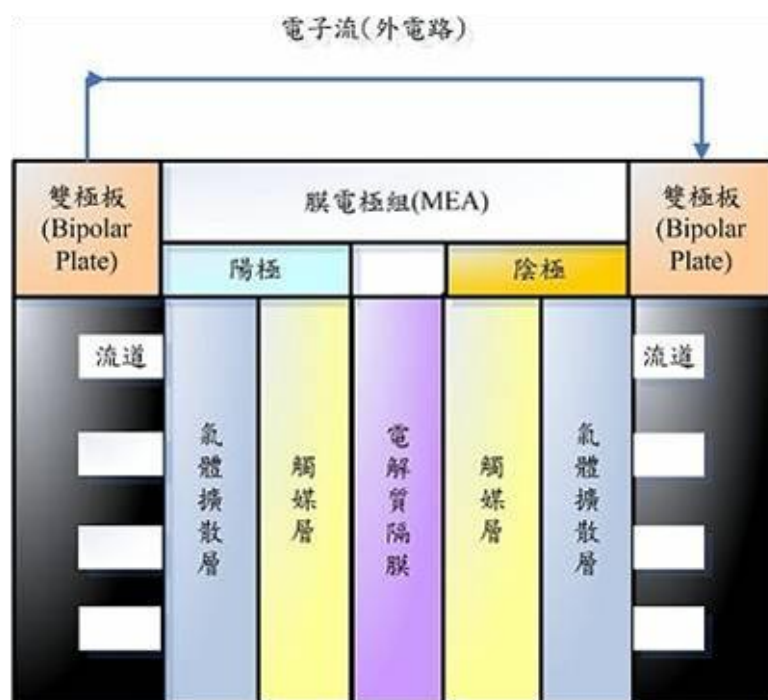 電子流(外電路)
雙極板
(Bipolar
Plate)
膜電極組(MEA)
雙極板
(Bipolar
Plate)
陽極
陰極
流道
流道
氣體擴散層
觸媒層
電解質隔膜
觸媒層
氣體擴散層